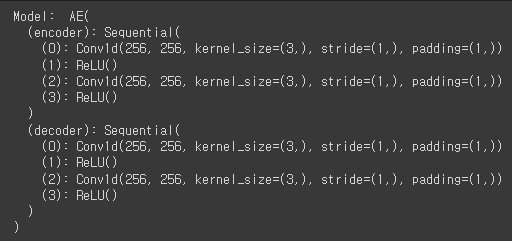 Model:  AE(
  (encoder): Sequential(
    (0): Conv1d(256, 256, kernel_size=(3,), stride=(1,), padding=(1,))
    (1): ReLU()
    (2): Conv1d(256, 256, kernel_size=(3,), stride=(1,), padding=(1,))
    (3): ReLU()
  )
  (decoder): Sequential(
    (0): Conv1d(256, 256, kernel_size=(3,), stride=(1,), padding=(1,))
    (1): ReLU()
    (2): Conv1d(256, 256, kernel_size=(3,), stride=(1,), padding=(1,))
    (3): ReLU()
  )
)